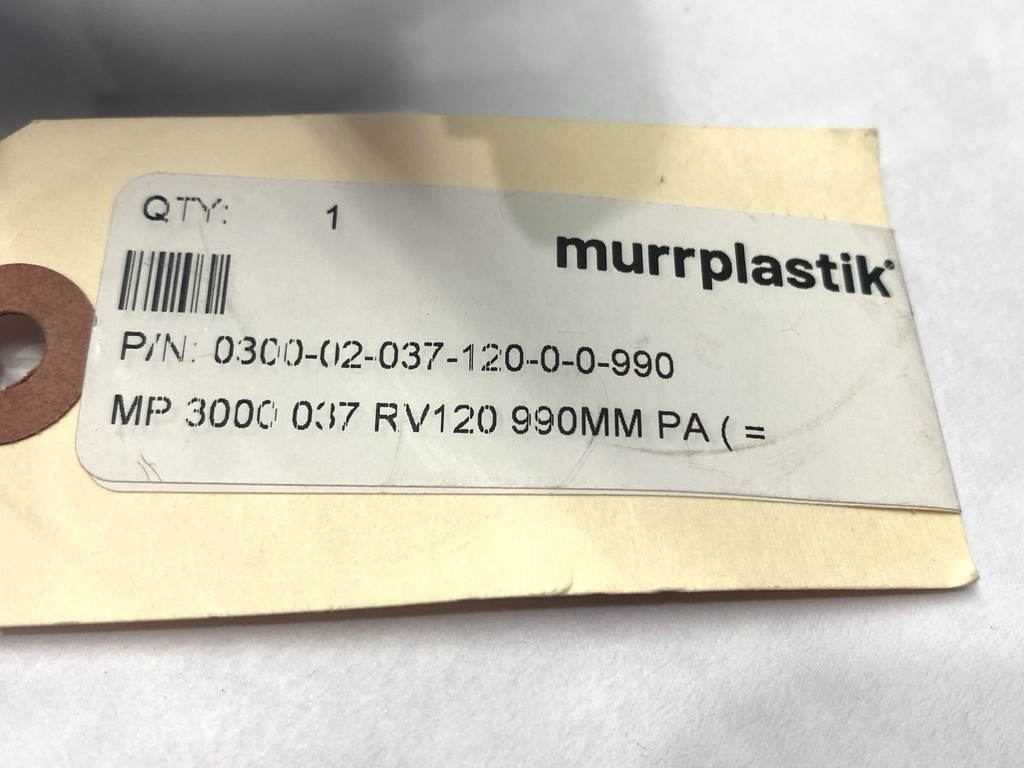 QTY: 1
murrplastik®
P/N: 0300-02-037-120-0-0-990
MP 3000 037 RV120 990MM PA ( =